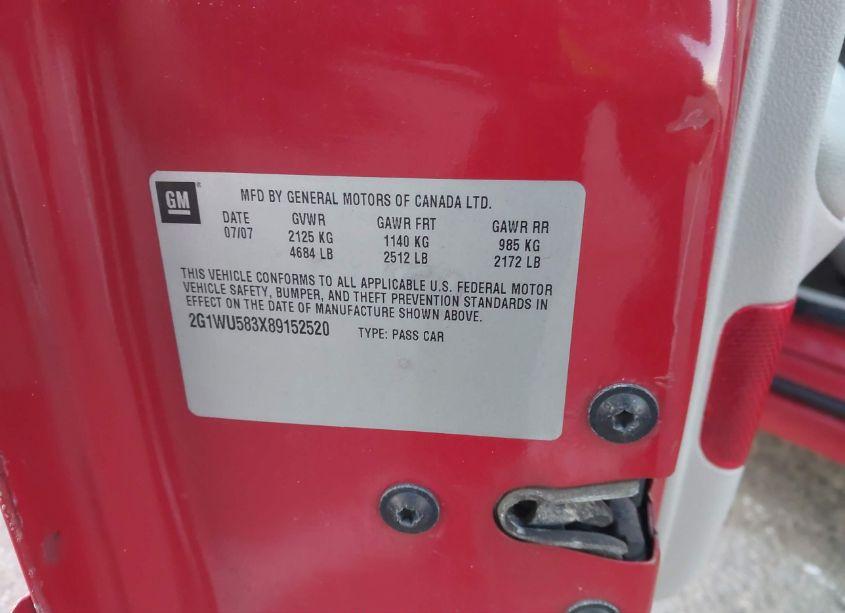 GM ® MFD BY GENERAL MOTORS OF CANADA LTD.
DATE GVWR GAWR FRT GAWR RR
07/07 2125 KG 1140 KG 985 KG
4684 LB 2512 LB 2172 LB
THIS VEHICLE CONFORMS TO ALL APPLICABLE U.S. FEDERAL MOTOR
VEHICLE SAFETY, BUMPER, AND THEFT PREVENTION STANDARDS IN
EFFECT ON THE DATE OF MANUFACTURE SHOWN ABOVE.
2G1WU583X89152520 TYPE: PASS CAR